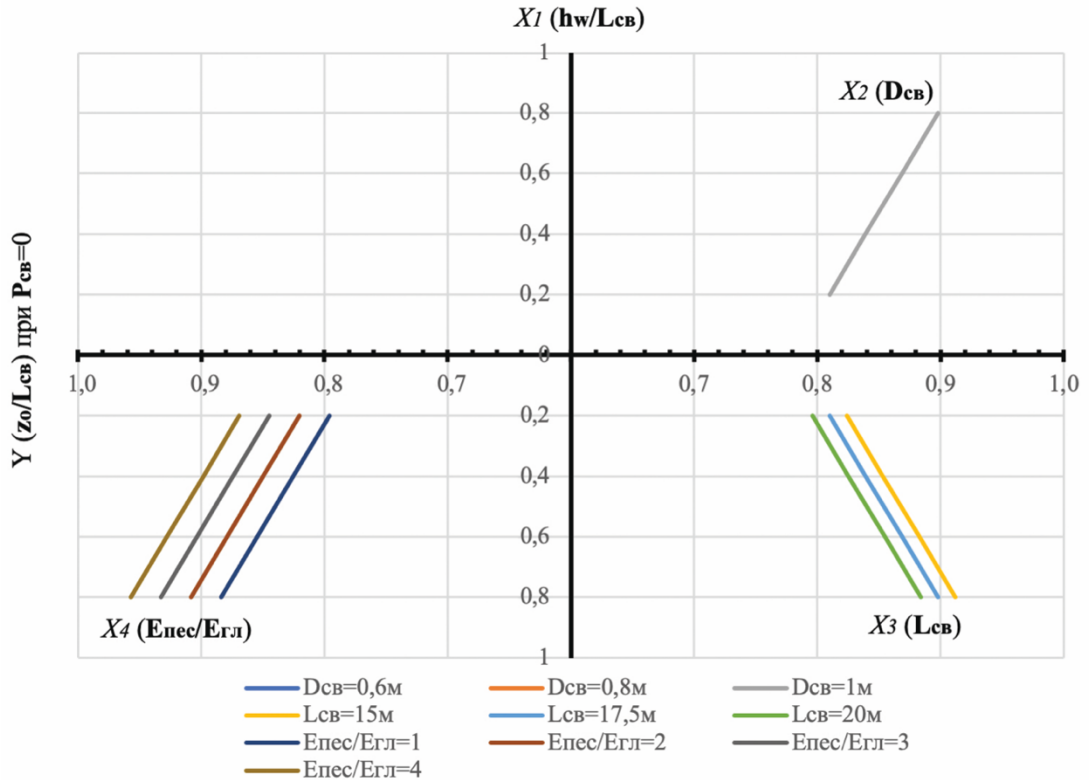 X1 (hw/Lсв)
1
X2 (Dсв)
0,8
0,6
0,4
0,2
Y (zo/Lсв) при Pсв=0
0
1,0 0,9 0,8 0,7 0,7 0,8 0,9 1,0
0,2
0,4
0,6
0,8
X4 (Eпес/Eгл) X3 (Lсв)
1
Dсв=0,6м Dсв=0,8м Dсв=1м
Lсв=15м Lсв=17,5м Lсв=20м
Eпес/Eгл=1 Eпес/Eгл=2 Eпес/Eгл=3
Eпес/Eгл=4